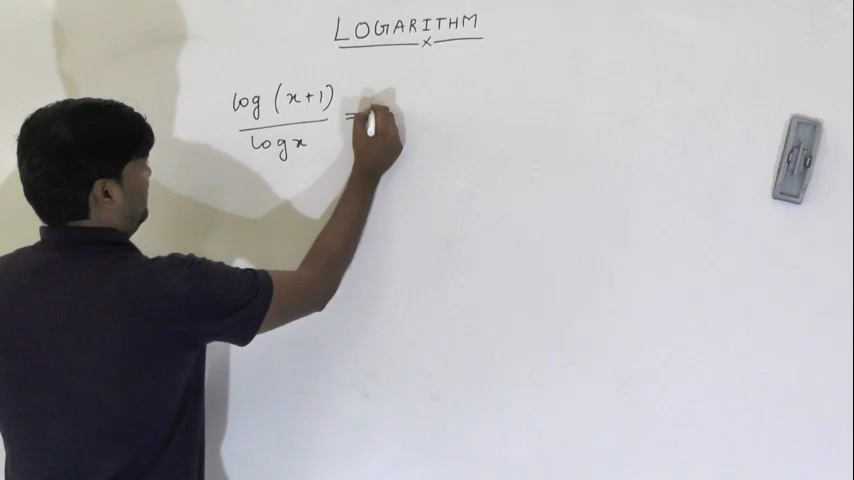 LOGARITHM
x
log (x+1)
log x
=